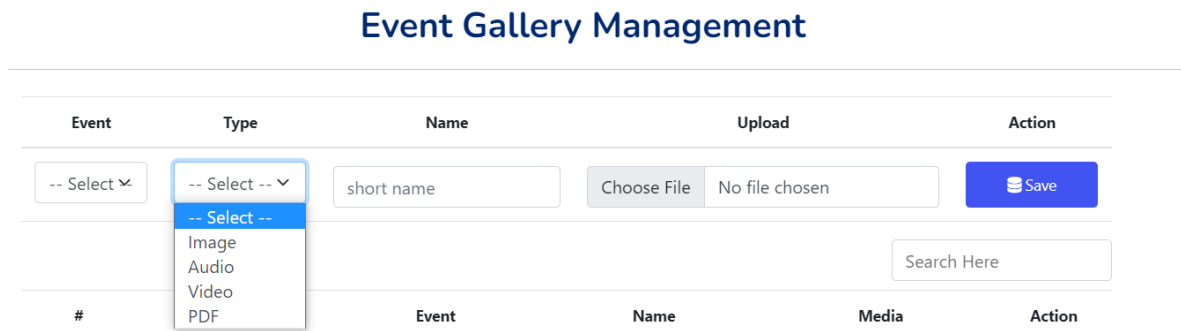 Event Gallery Management
Event Type Name Upload Action
-- Select -- Select -- short name Choose File No file chosen Save
-- Select --
Image
Audio
Video
PDF
Search Here
# Event Name Media Action